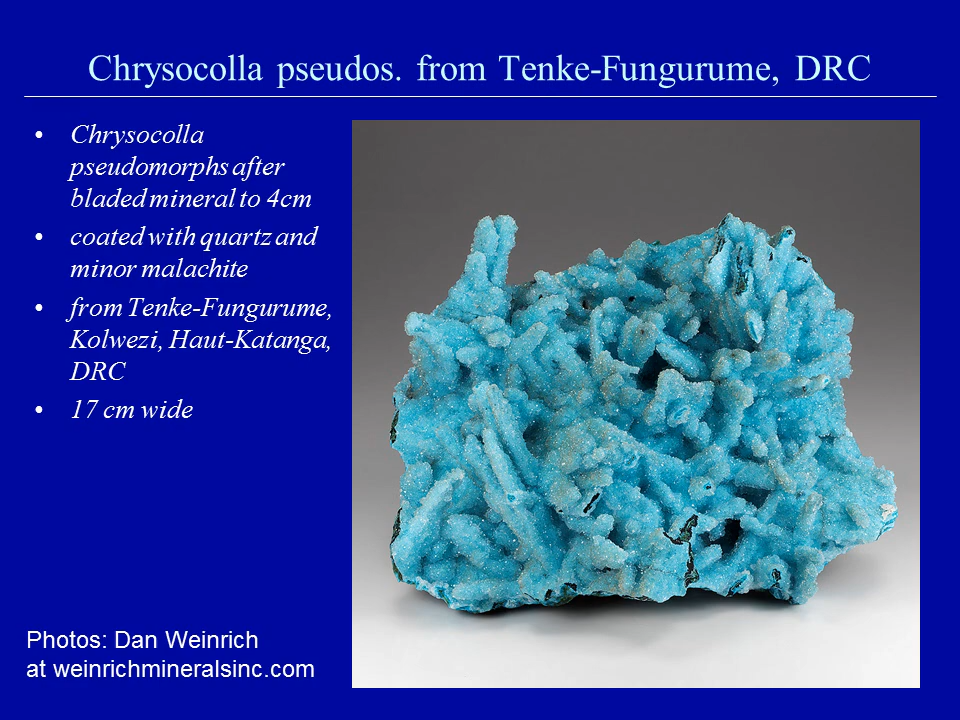 Chrysocolla pseudos. from Tenke-Fungurume, DRC
• Chrysocolla
pseudomorphs after
bladed mineral to 4cm
• coated with quartz and
minor malachite
• from Tenke-Fungurume,
Kolwezi, Haut-Katanga,
DRC
• 17 cm wide
Photos: Dan Weinrich
at weinrichmineralsinc.com